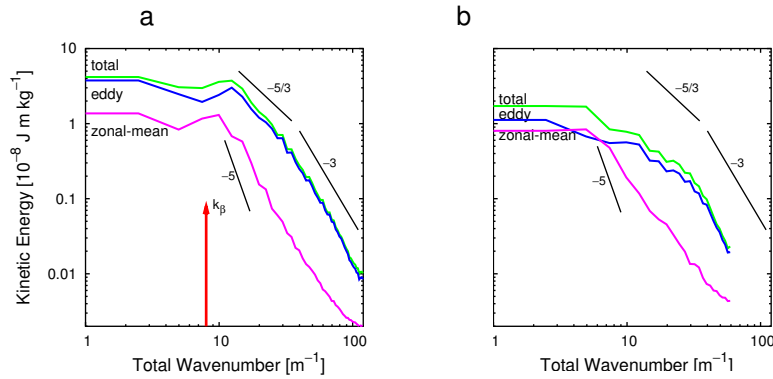 a
b
Kinetic Energy [10⁻⁸ J m kg⁻¹]
10
1
0.1
0.01
total
eddy
zonal−mean
−5/3
−3
−5
kβ
1
10
100
Total Wavenumber [m⁻¹]
total
eddy
zonal−mean
−5/3
−3
−5
1
10
100
Total Wavenumber [m⁻¹]